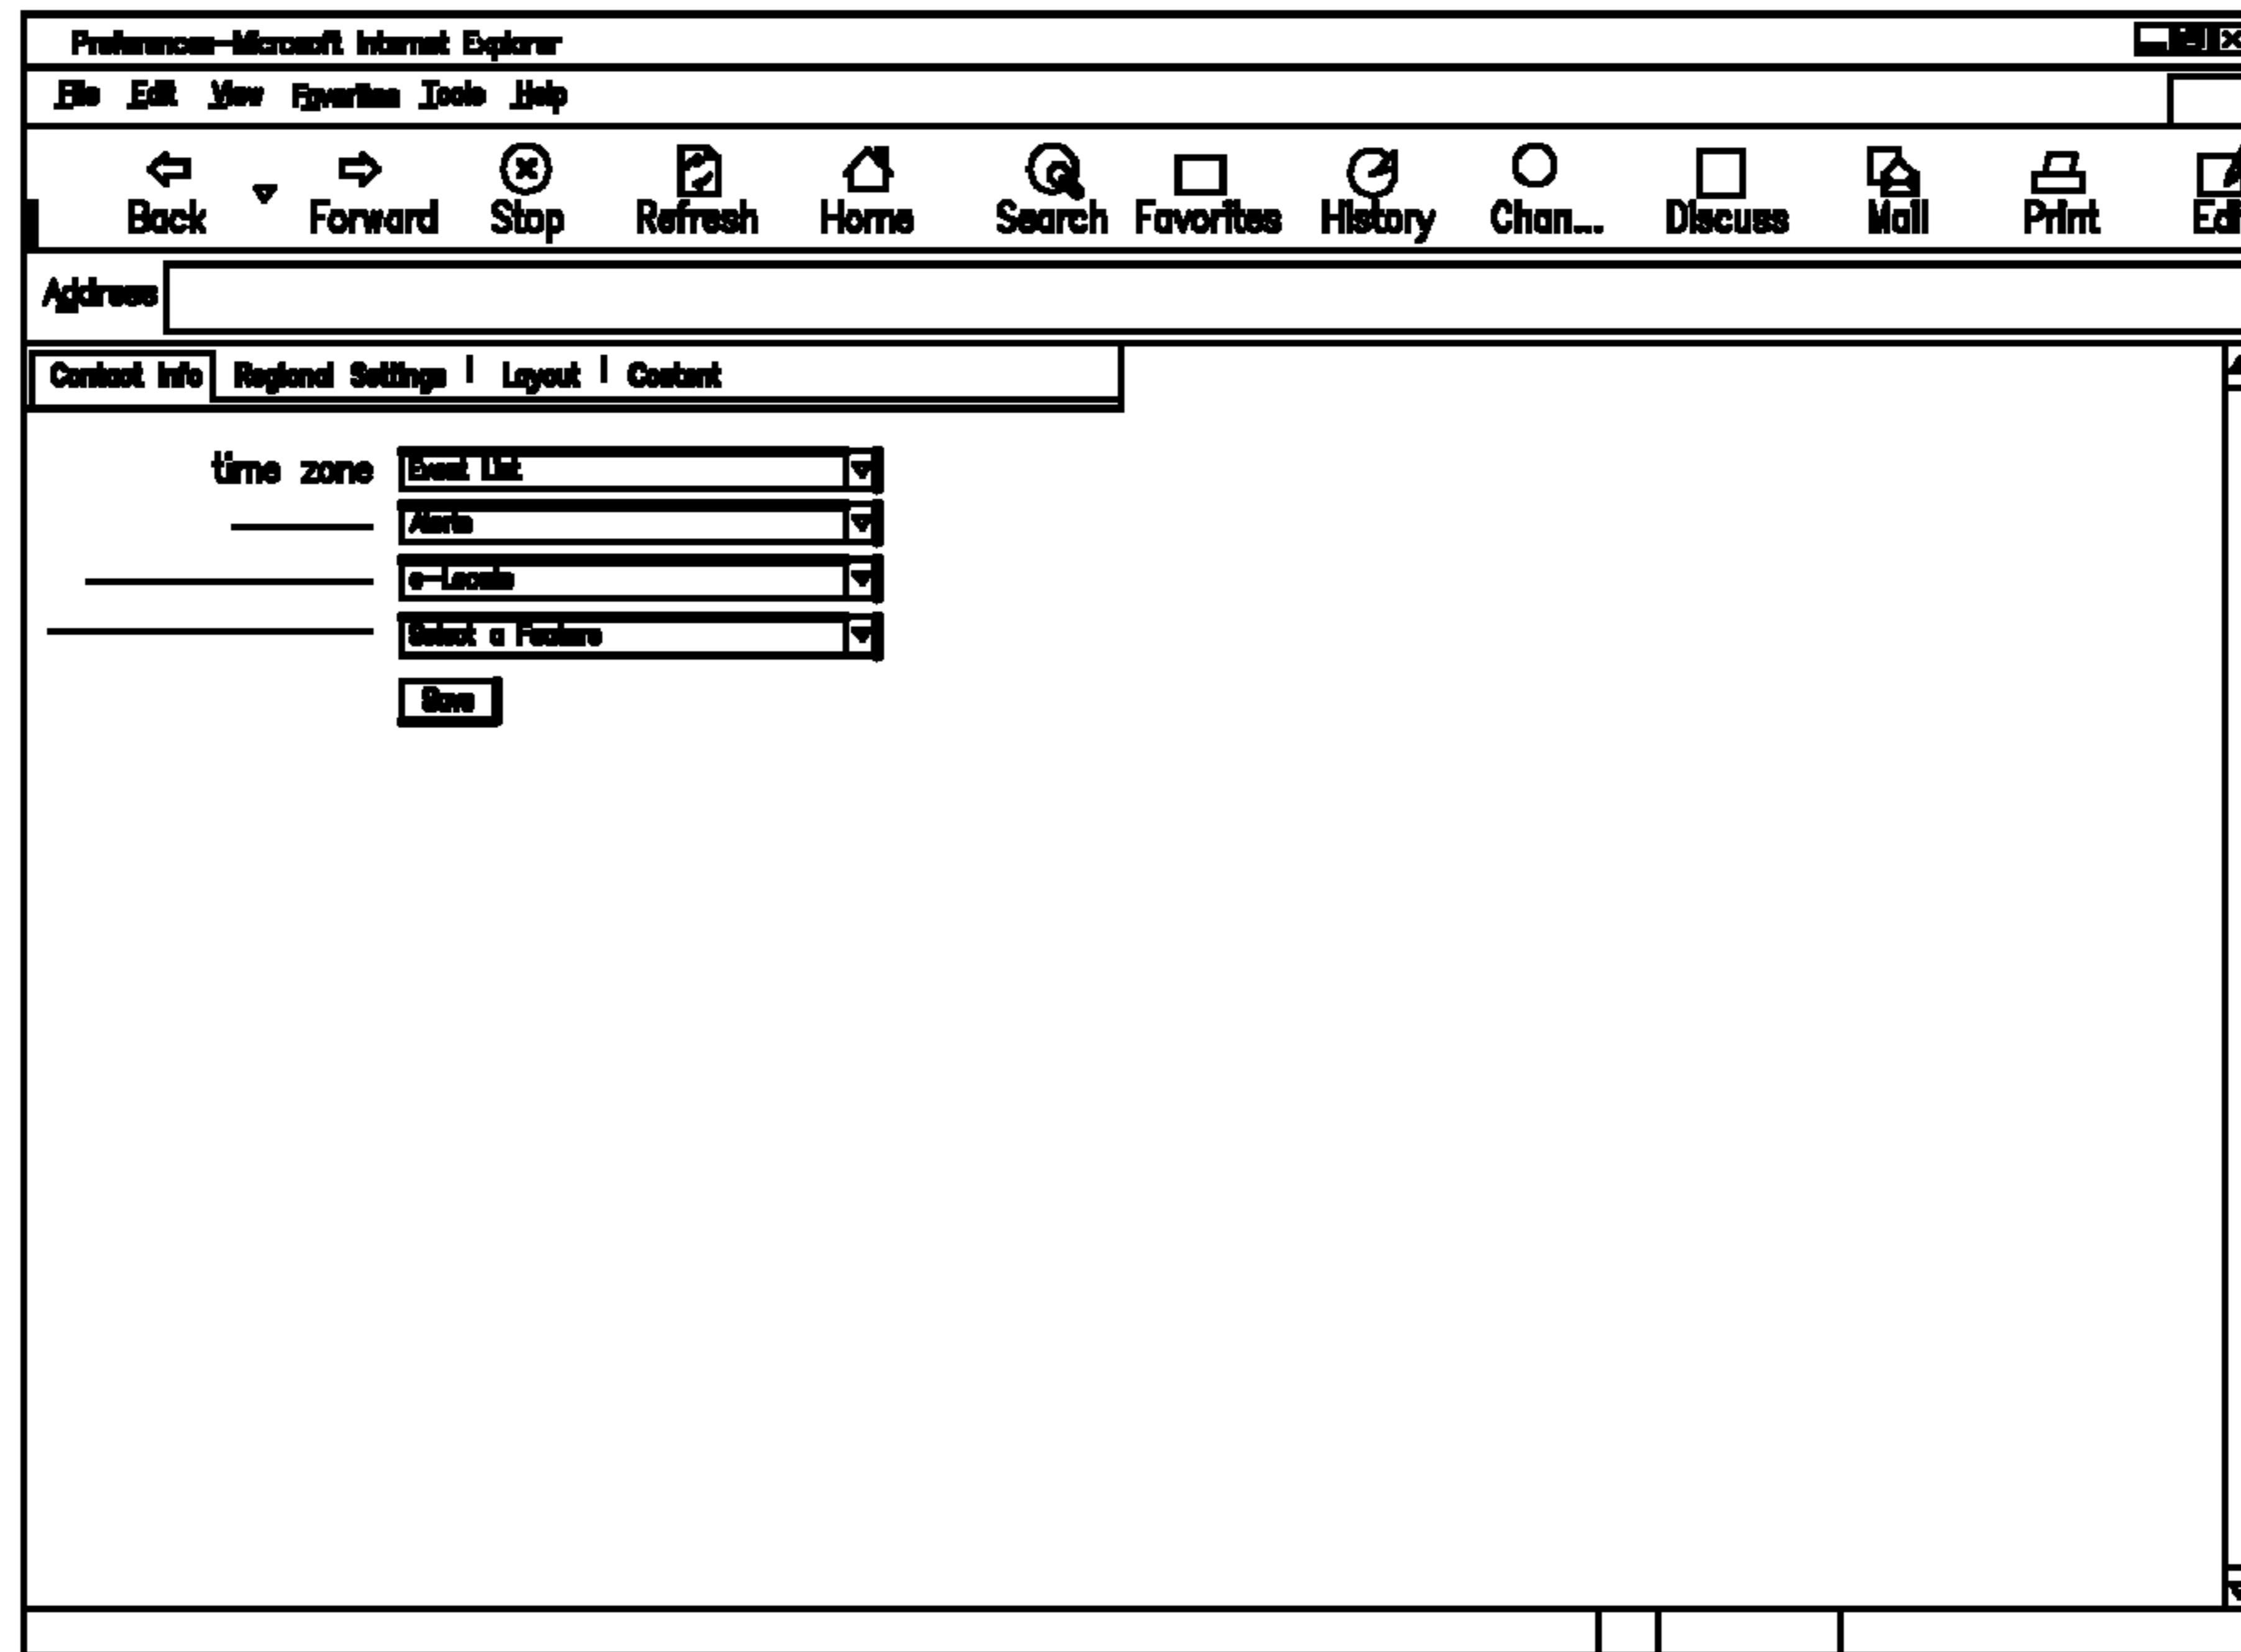 Preferences-Microsoft Internet Explorer
File Edit View Favorites Tools Help
Back Forward Stop Refresh Home Search Favorites History Chan... Discuss Mail Print Edit
Address
Contact Info Regional Settings | Layout | Content
time zone Event List
Alerts
e-Locale
Select a Feature
Save